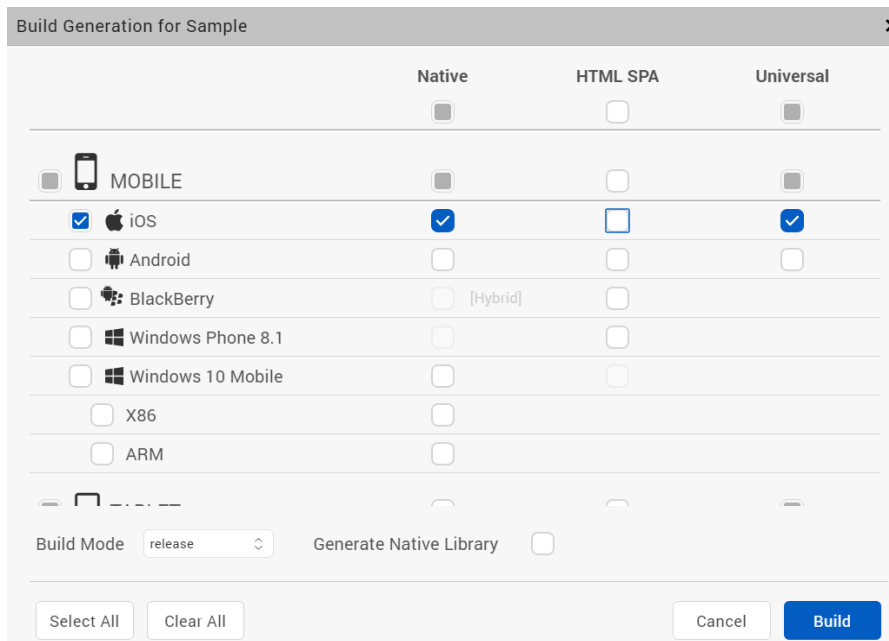 Build Generation for Sample
Native HTML SPA Universal
MOBILE
iOS
Android
BlackBerry [Hybrid]
Windows Phone 8.1
Windows 10 Mobile
X86
ARM
TABLET
Build Mode release Generate Native Library
Select All Clear All Cancel Build